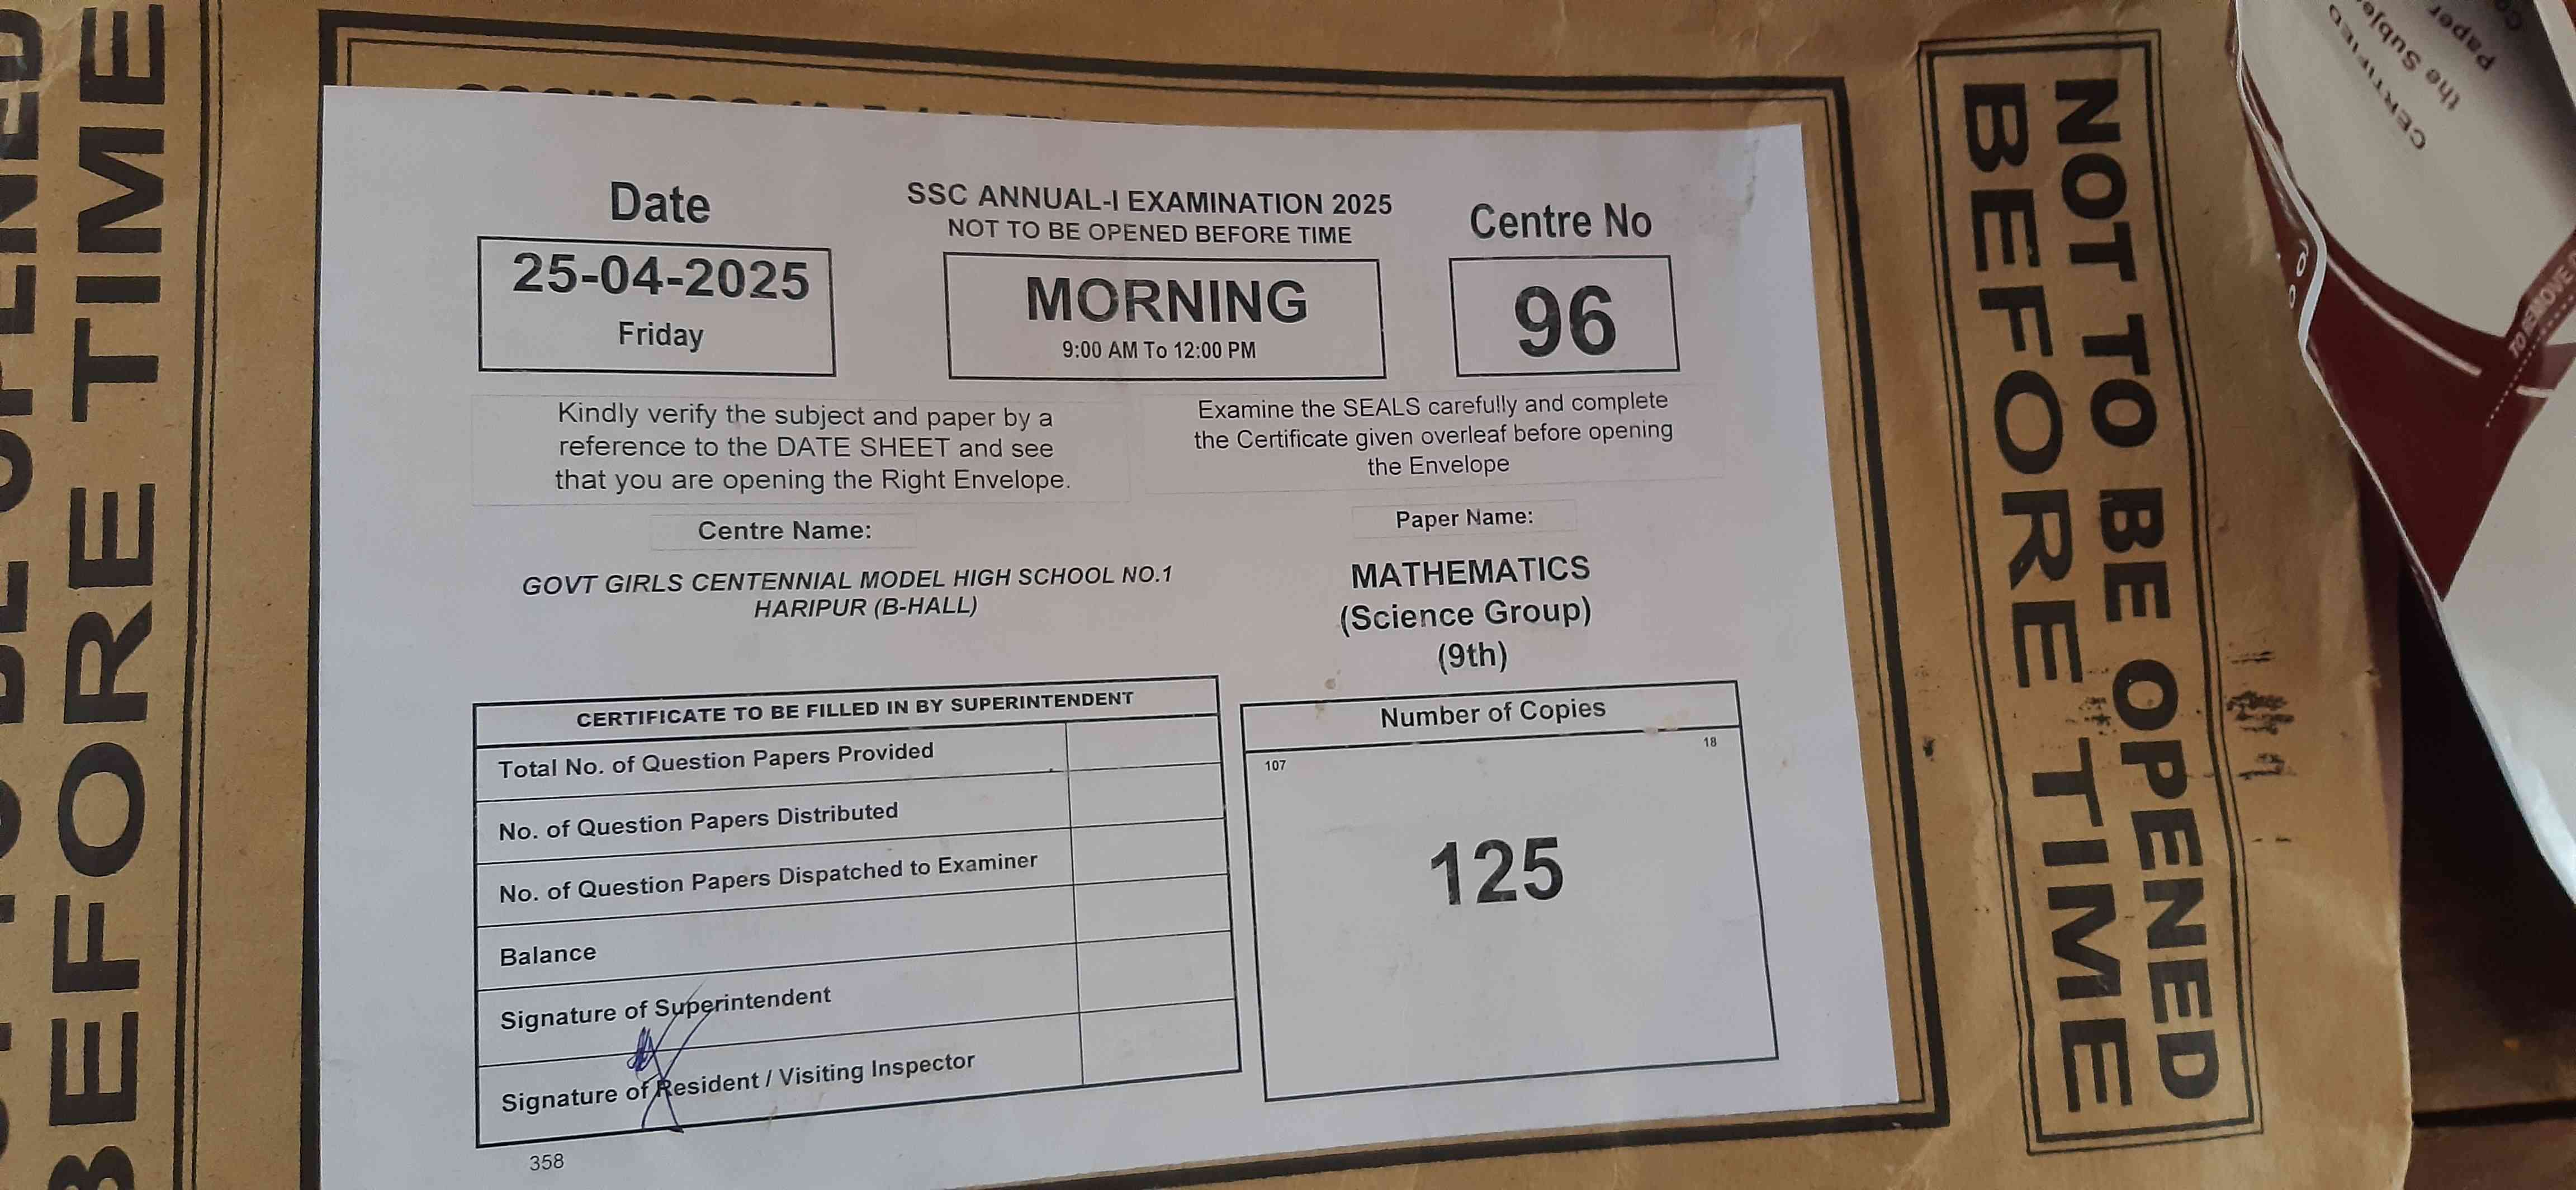 SSC ANNUAL-I EXAMINATION 2025
NOT TO BE OPENED BEFORE TIME
Date
25-04-2025
Friday
MORNING
9:00 AM To 12:00 PM
Centre No
96
Kindly verify the subject and paper by a
reference to the DATE SHEET and see
that you are opening the Right Envelope.
Examine the SEALS carefully and complete
the Certificate given overleaf before opening
the Envelope
Centre Name:
GOVT GIRLS CENTENNIAL MODEL HIGH SCHOOL NO.1
HARIPUR (B-HALL)
Paper Name:
MATHEMATICS
(Science Group)
(9th)
CERTIFICATE TO BE FILLED IN BY SUPERINTENDENT
Total No. of Question Papers Provided
No. of Question Papers Distributed
No. of Question Papers Dispatched to Examiner
Balance
Signature of Superintendent
Signature of Resident / Visiting Inspector
358
Number of Copies
107
18
125
NOT TO BE OPENED
BEFORE TIME
BEFORE TIME
CERTIFIED
the Subje
paper
TO REMOVE